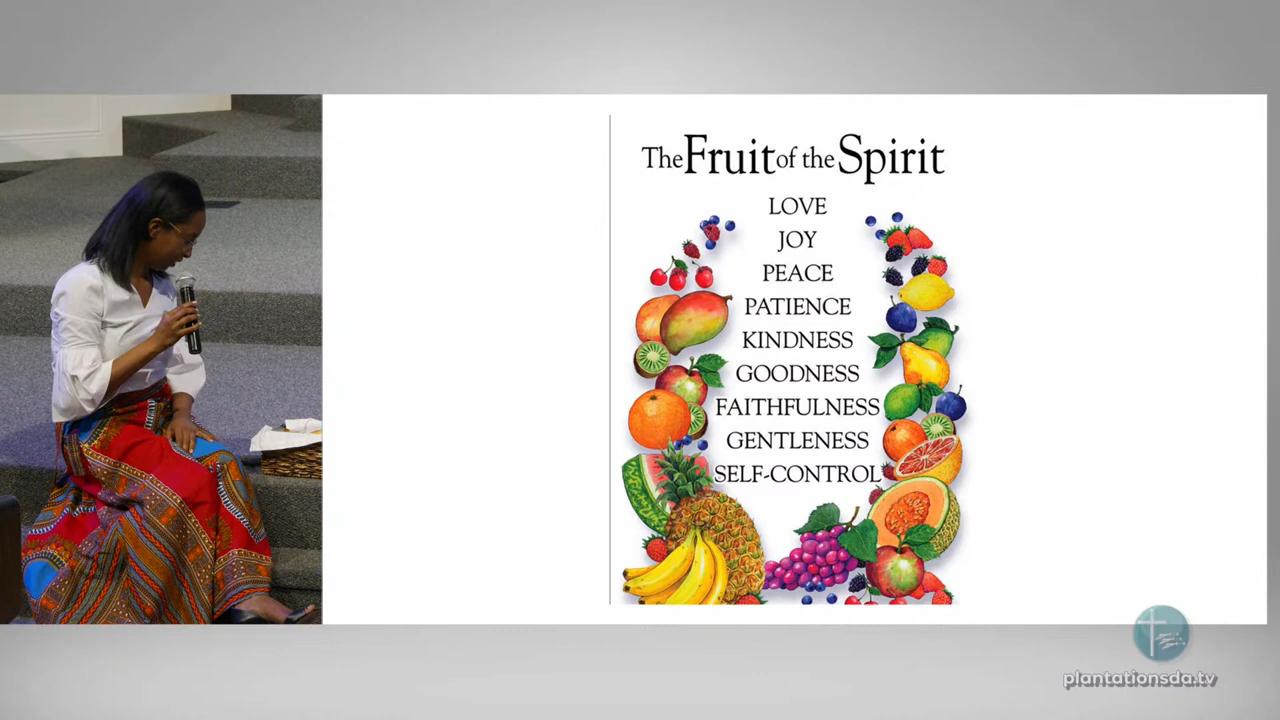 The Fruit of the Spirit
LOVE
JOY
PEACE
PATIENCE
KINDNESS
GOODNESS
FAITHFULNESS
GENTLENESS
SELF-CONTROL
plantationsda.tv